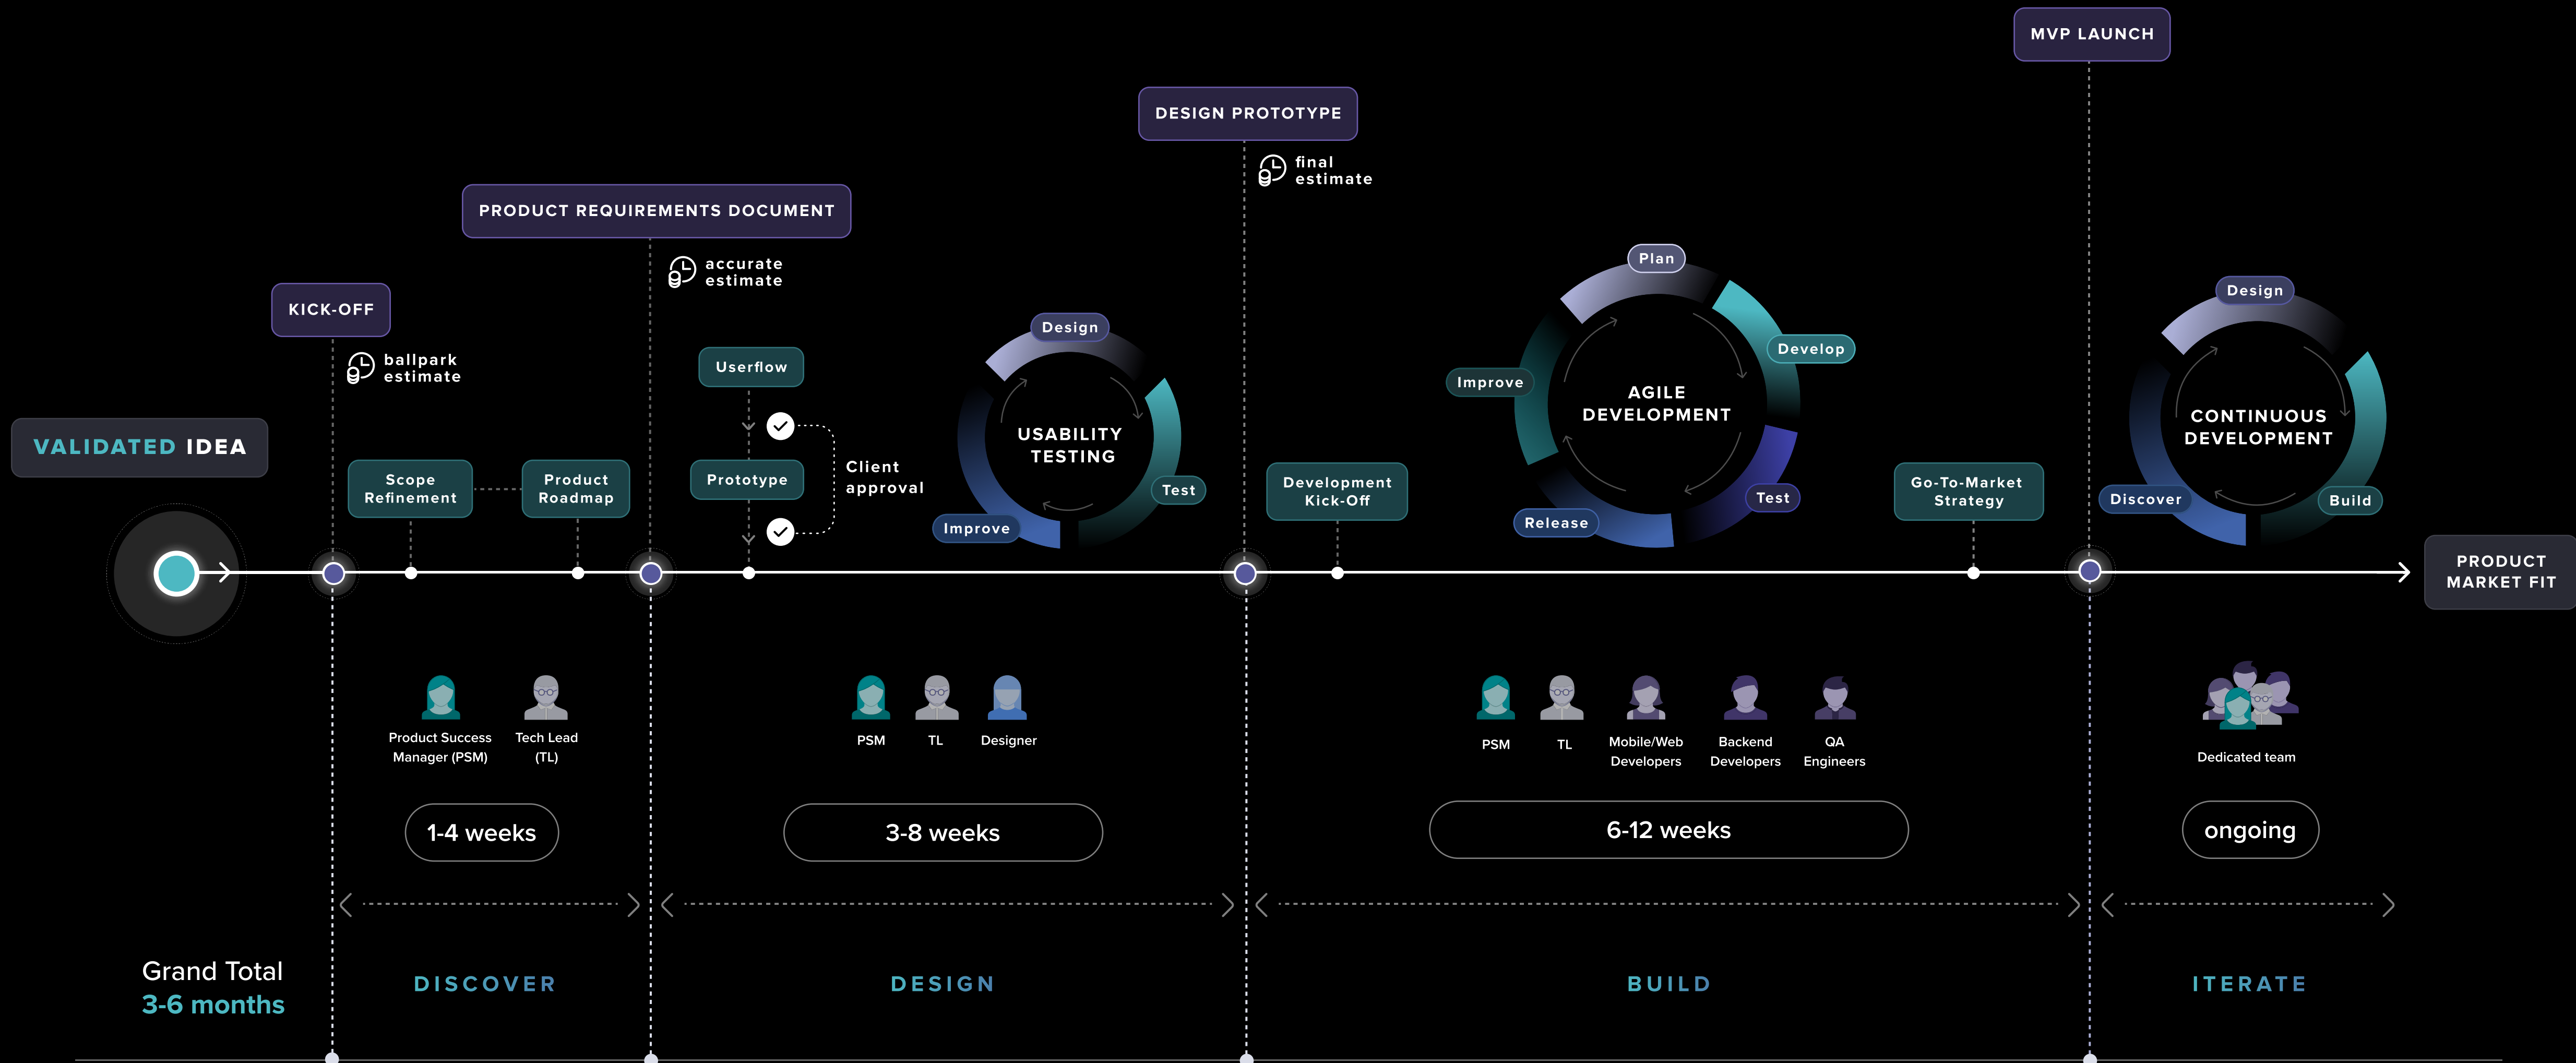 MVP LAUNCH
DESIGN PROTOTYPE
final
estimate
PRODUCT REQUIREMENTS DOCUMENT
accurate
estimate
KICK-OFF
ballpark
estimate
VALIDATED IDEA
Scope
Refinement
Product
Roadmap
Userflow
Prototype
Client
approval
Design
USABILITY
TESTING
Test
Improve
Development
Kick-Off
Plan
Develop
Improve
AGILE
DEVELOPMENT
Test
Release
Go-To-Market
Strategy
Design
CONTINUOUS
DEVELOPMENT
Discover
Build
PRODUCT
MARKET FIT
Product Success
Manager (PSM)
Tech Lead
(TL)
PSM
TL
Designer
PSM
TL
Mobile/Web
Developers
Backend
Developers
QA
Engineers
Dedicated team
1-4 weeks
3-8 weeks
6-12 weeks
ongoing
Grand Total
3-6 months
DISCOVER
DESIGN
BUILD
ITERATE